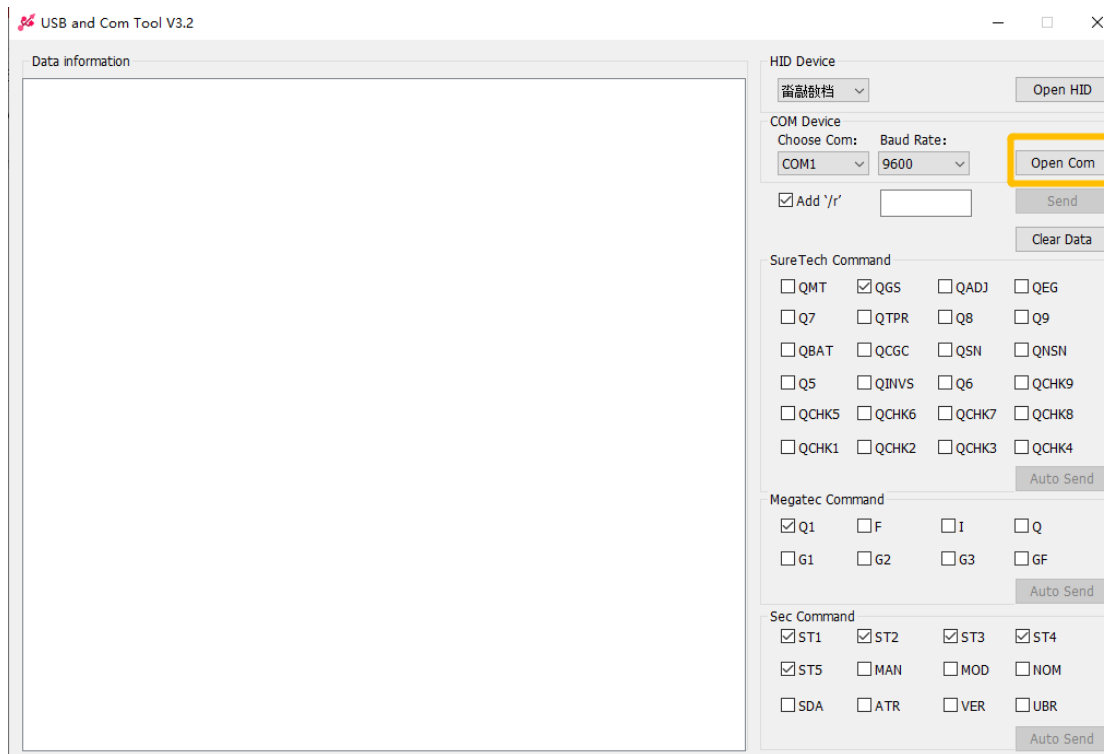 USB and Com Tool V3.2
Data information
HID Device
Open HID
COM Device
Choose Com: Baud Rate:
COM1 9600 Open Com
Add '/r' Send
Clear Data
SureTech Command
QMT QGS QADJ QEG
Q7 QTPR Q8 Q9
QBAT QCGC QSN QNSN
Q5 QINVS Q6 QCHK9
QCHK5 QCHK6 QCHK7 QCHK8
QCHK1 QCHK2 QCHK3 QCHK4
Auto Send
Megatec Command
Q1 F I Q
G1 G2 G3 GF
Auto Send
Sec Command
ST1 ST2 ST3 ST4
ST5 MAN MOD NOM
SDA ATR VER UBR
Auto Send